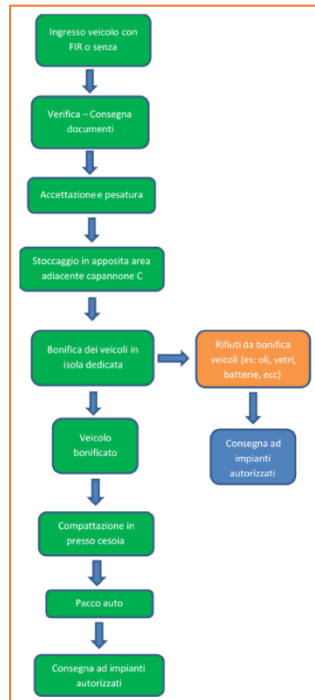 Ingresso veicolo con
FIR o senza
Verifica – Consegna
documenti
Accettazione e pesatura
Stoccaggio in apposita area
adiacente capannone C
Bonifica dei veicoli in
isola dedicata
Rifiuti da bonifica
veicoli (es: oli, vetri,
batterie, ecc)
Veicolo
bonificato
Consegna ad
impianti
autorizzati
Compattazione in
presso cesoia
Pacco auto
Consegna ad impianti
autorizzati